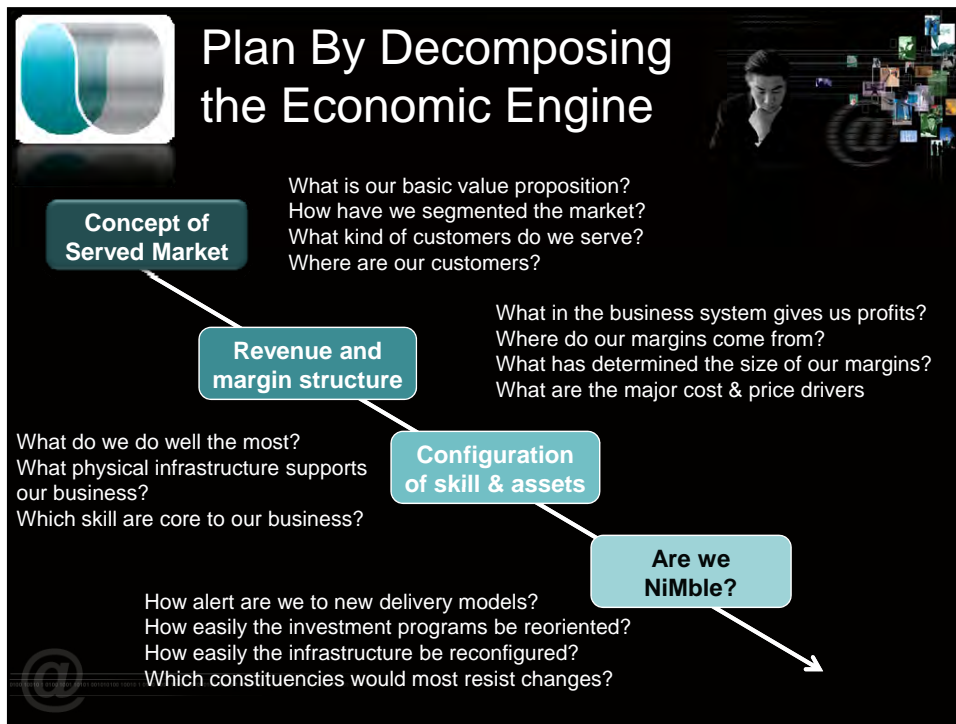 Plan By Decomposing
the Economic Engine
What is our basic value proposition?
How have we segmented the market?
What kind of customers do we serve?
Where are our customers?
Concept of
Served Market
What in the business system gives us profits?
Where do our margins come from?
What has determined the size of our margins?
What are the major cost & price drivers
Revenue and
margin structure
What do we do well the most?
What physical infrastructure supports
our business?
Which skill are core to our business?
Configuration
of skill & assets
Are we
NiMble?
How alert are we to new delivery models?
How easily the investment programs be reoriented?
How easily the infrastructure be reconfigured?
Which constituencies would most resist changes?
@
@